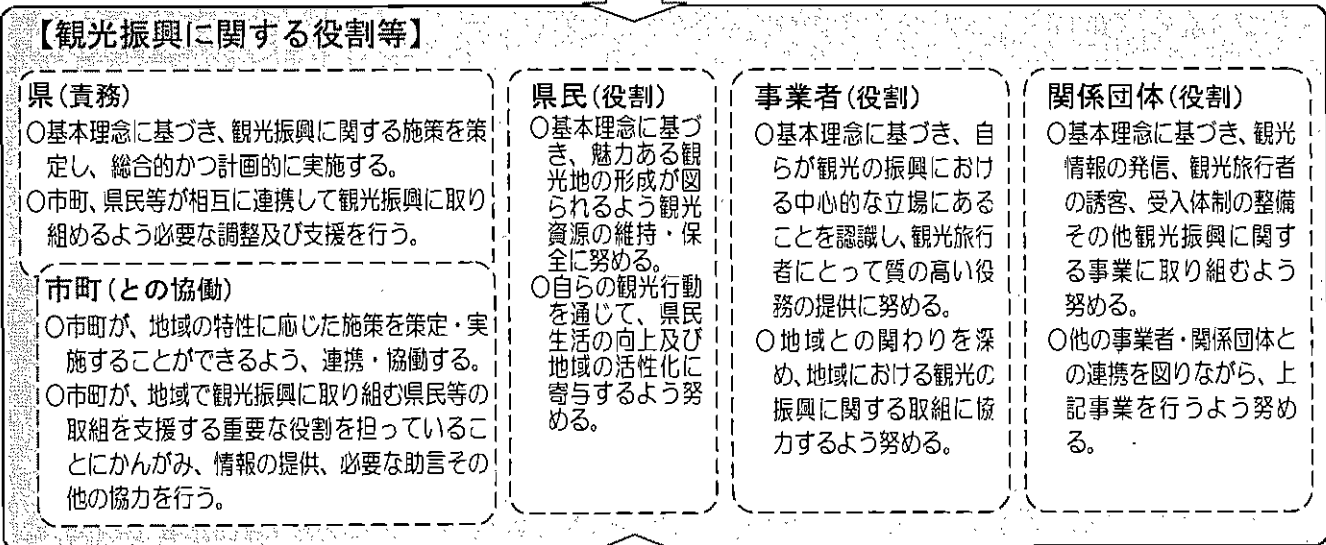 【観光振興に関する役割等】
県(責務)
○基本理念に基づき、観光振興に関する施策を策
定し、総合的かつ計画的に実施する。
○市町、県民等が相互に連携して観光振興に取り
組めるよう必要な調整及び支援を行う。
市町(との協働)
○市町が、地域の特性に応じた施策を策定・実
施することができるよう、連携・協働する。
○市町が、地域で観光振興に取り組む県民等の
取組を支援する重要な役割を担っているこ
とにかんがみ、情報の提供、必要な助言その
他の協力を行う。
県民(役割)
○基本理念に基づ
き、魅力ある観
光地の形成が図
られるよう観光
資源の維持・保
全に努める。
○自らの観光行動
を通じて、県民
生活の向上及び
地域の活性化に
寄与するよう努
める。
事業者(役割)
○基本理念に基づき、自
らが観光の振興におけ
る中心的な立場にある
ことを認識し、観光旅行
者にとって質の高い役
務の提供に努める。
○地域との関わりを深
め、地域における観光の
振興に関する取組に協
力するよう努める。
関係団体(役割)
○基本理念に基づき、観光
情報の発信、観光旅行者
の誘客、受入体制の整備
その他観光振興に関す
る事業に取り組むよう
努める。
○他の事業者・関係団体と
の連携を図りながら、上
記事業を行うよう努め
る。